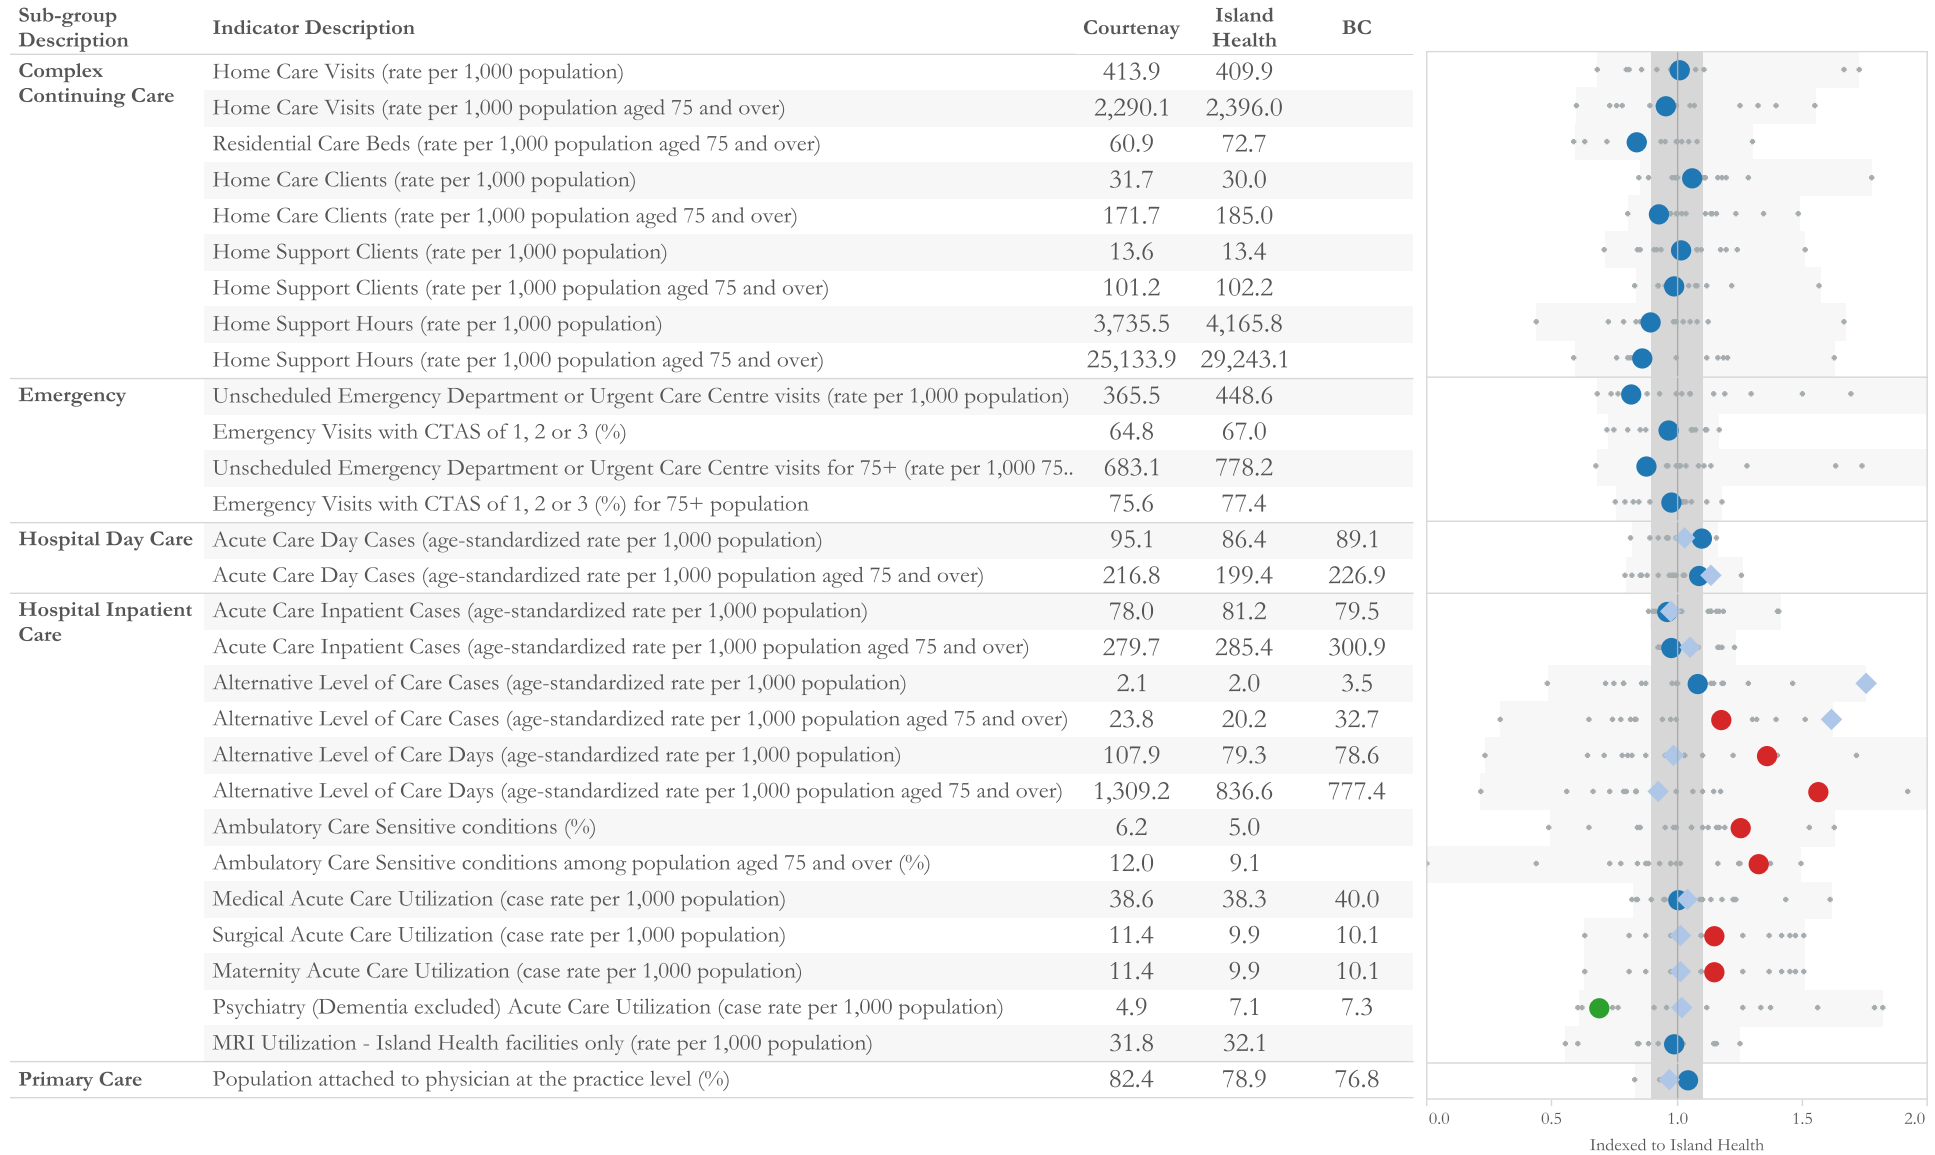 Sub-group Description Indicator Description Courtenay Island Health BC
Complex Continuing Care
Home Care Visits (rate per 1,000 population) 413.9 409.9
Home Care Visits (rate per 1,000 population aged 75 and over) 2,290.1 2,396.0
Residential Care Beds (rate per 1,000 population aged 75 and over) 60.9 72.7
Home Care Clients (rate per 1,000 population) 31.7 30.0
Home Care Clients (rate per 1,000 population aged 75 and over) 171.7 185.0
Home Support Clients (rate per 1,000 population) 13.6 13.4
Home Support Clients (rate per 1,000 population aged 75 and over) 101.2 102.2
Home Support Hours (rate per 1,000 population) 3,735.5 4,165.8
Home Support Hours (rate per 1,000 population aged 75 and over) 25,133.9 29,243.1
Emergency
Unscheduled Emergency Department or Urgent Care Centre visits (rate per 1,000 population) 365.5 448.6
Emergency Visits with CTAS of 1, 2 or 3 (%) 64.8 67.0
Unscheduled Emergency Department or Urgent Care Centre visits for 75+ (rate per 1,000 75.. 683.1 778.2
Emergency Visits with CTAS of 1, 2 or 3 (%) for 75+ population 75.6 77.4
Hospital Day Care
Acute Care Day Cases (age-standardized rate per 1,000 population) 95.1 86.4 89.1
Acute Care Day Cases (age-standardized rate per 1,000 population aged 75 and over) 216.8 199.4 226.9
Hospital Inpatient Care
Acute Care Inpatient Cases (age-standardized rate per 1,000 population) 78.0 81.2 79.5
Acute Care Inpatient Cases (age-standardized rate per 1,000 population aged 75 and over) 279.7 285.4 300.9
Alternative Level of Care Cases (age-standardized rate per 1,000 population) 2.1 2.0 3.5
Alternative Level of Care Cases (age-standardized rate per 1,000 population aged 75 and over) 23.8 20.2 32.7
Alternative Level of Care Days (age-standardized rate per 1,000 population) 107.9 79.3 78.6
Alternative Level of Care Days (age-standardized rate per 1,000 population aged 75 and over) 1,309.2 836.6 777.4
Ambulatory Care Sensitive conditions (%) 6.2 5.0
Ambulatory Care Sensitive conditions among population aged 75 and over (%) 12.0 9.1
Medical Acute Care Utilization (case rate per 1,000 population) 38.6 38.3 40.0
Surgical Acute Care Utilization (case rate per 1,000 population) 11.4 9.9 10.1
Maternity Acute Care Utilization (case rate per 1,000 population) 11.4 9.9 10.1
Psychiatry (Dementia excluded) Acute Care Utilization (case rate per 1,000 population) 4.9 7.1 7.3
MRI Utilization - Island Health facilities only (rate per 1,000 population) 31.8 32.1
Primary Care
Population attached to physician at the practice level (%) 82.4 78.9 76.8
0.0 0.5 1.0 1.5 2.0
Indexed to Island Health